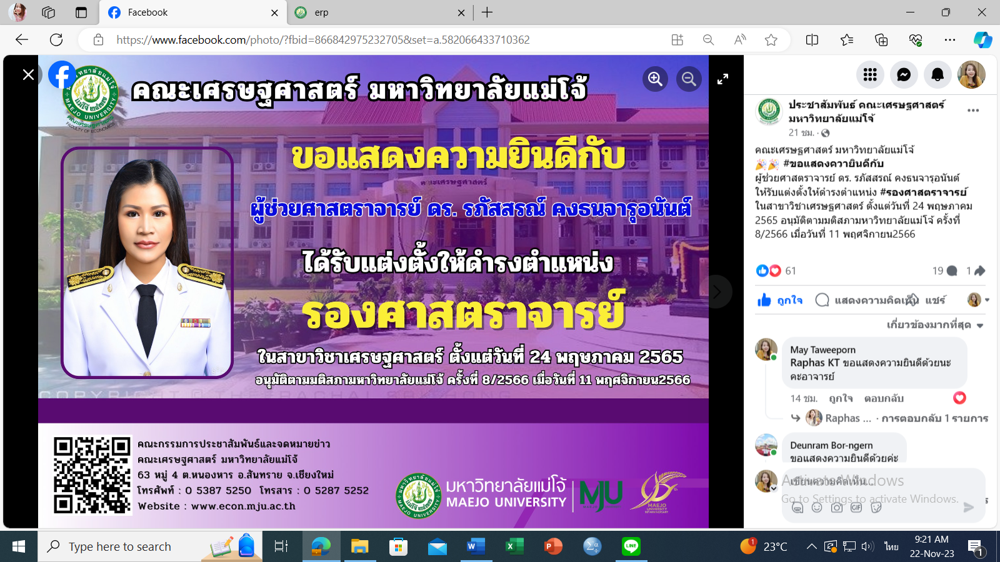 Facebook
erp
https://www.facebook.com/photo/?fbid=866842975232705&set=a.582066433710362
คณะเศรษฐศาสตร์ มหาวิทยาลัยแม่โจ้
MAEJO UNIVERSITY
คณะเศรษฐศาสตร์
FACULTY OF ECONOMICS
ขอแสดงความยินดีกับ
คณะเศรษฐศาสตร์
ผู้ช่วยศาสตราจารย์ ดร. รภัสสรณ์ คงธนจารุอนันต์
ได้รับแต่งตั้งให้ดำรงตำแหน่ง
รองศาสตราจารย์
ในสาขาวิชาเศรษฐศาสตร์ ตั้งแต่วันที่ 24 พฤษภาคม 2565
อนุมัติตามมติสภามหาวิทยาลัยแม่โจ้ ครั้งที่ 8/2566 เมื่อวันที่ 11 พฤศจิกายน2566
คณะกรรมการประชาสัมพันธ์และจดหมายข่าว
คณะเศรษฐศาสตร์ มหาวิทยาลัยแม่โจ้
63 หมู่ 4 ต.หนองหาร อ.สันทราย จ.เชียงใหม่
โทรศัพท์ : 0 5387 5250 โทรสาร : 0 5287 5252
Website : www.econ.mju.ac.th
มหาวิทยาลัยแม่โจ้
MAEJO UNIVERSITY
MJU
MAEJO
UNIVERSITY
ประชาสัมพันธ์ คณะเศรษฐศาสตร์
มหาวิทยาลัยแม่โจ้
21 ชม. ·
คณะเศรษฐศาสตร์ มหาวิทยาลัยแม่โจ้
🎉🎉 #ขอแสดงควายินดีกับ
ผู้ช่วยศาสตราจารย์ ดร. รภัสสรณ์ คงธนจารุอนันต์
ให้รับแต่งตั้งให้ดำรงตำแหน่ง #รองศาสตราจารย์
ในสาขาวิชาเศรษฐศาสตร์ ตั้งแต่วันที่ 24 พฤษภาคม
2565 อนุมัติตามมติสภามหาวิทยาลัยแม่โจ้ ครั้งที่
8/2566 เมื่อวันที่ 11 พฤศจิกายน2566
61
19
1
ถูกใจ
แสดงความคิดเห็น
แชร์
เกี่ยวข้องมากที่สุด
May Taweeporn
Raphas KT ขอแสดงความยินดีด้วยนะ
คะอาจารย์
14 ชม. ถูกใจ ตอบกลับ
Raphas ... · การตอบกลับ 1 รายการ
Deunram Bor-ngern
ขอแสดงความยินดีด้วยค่ะ
เขียนความคิดเห็น...
Activate Windows
Go to Settings to activate Windows.
GIF
Type here to search
23°C
ไทย
9:21 AM
22-Nov-23
1